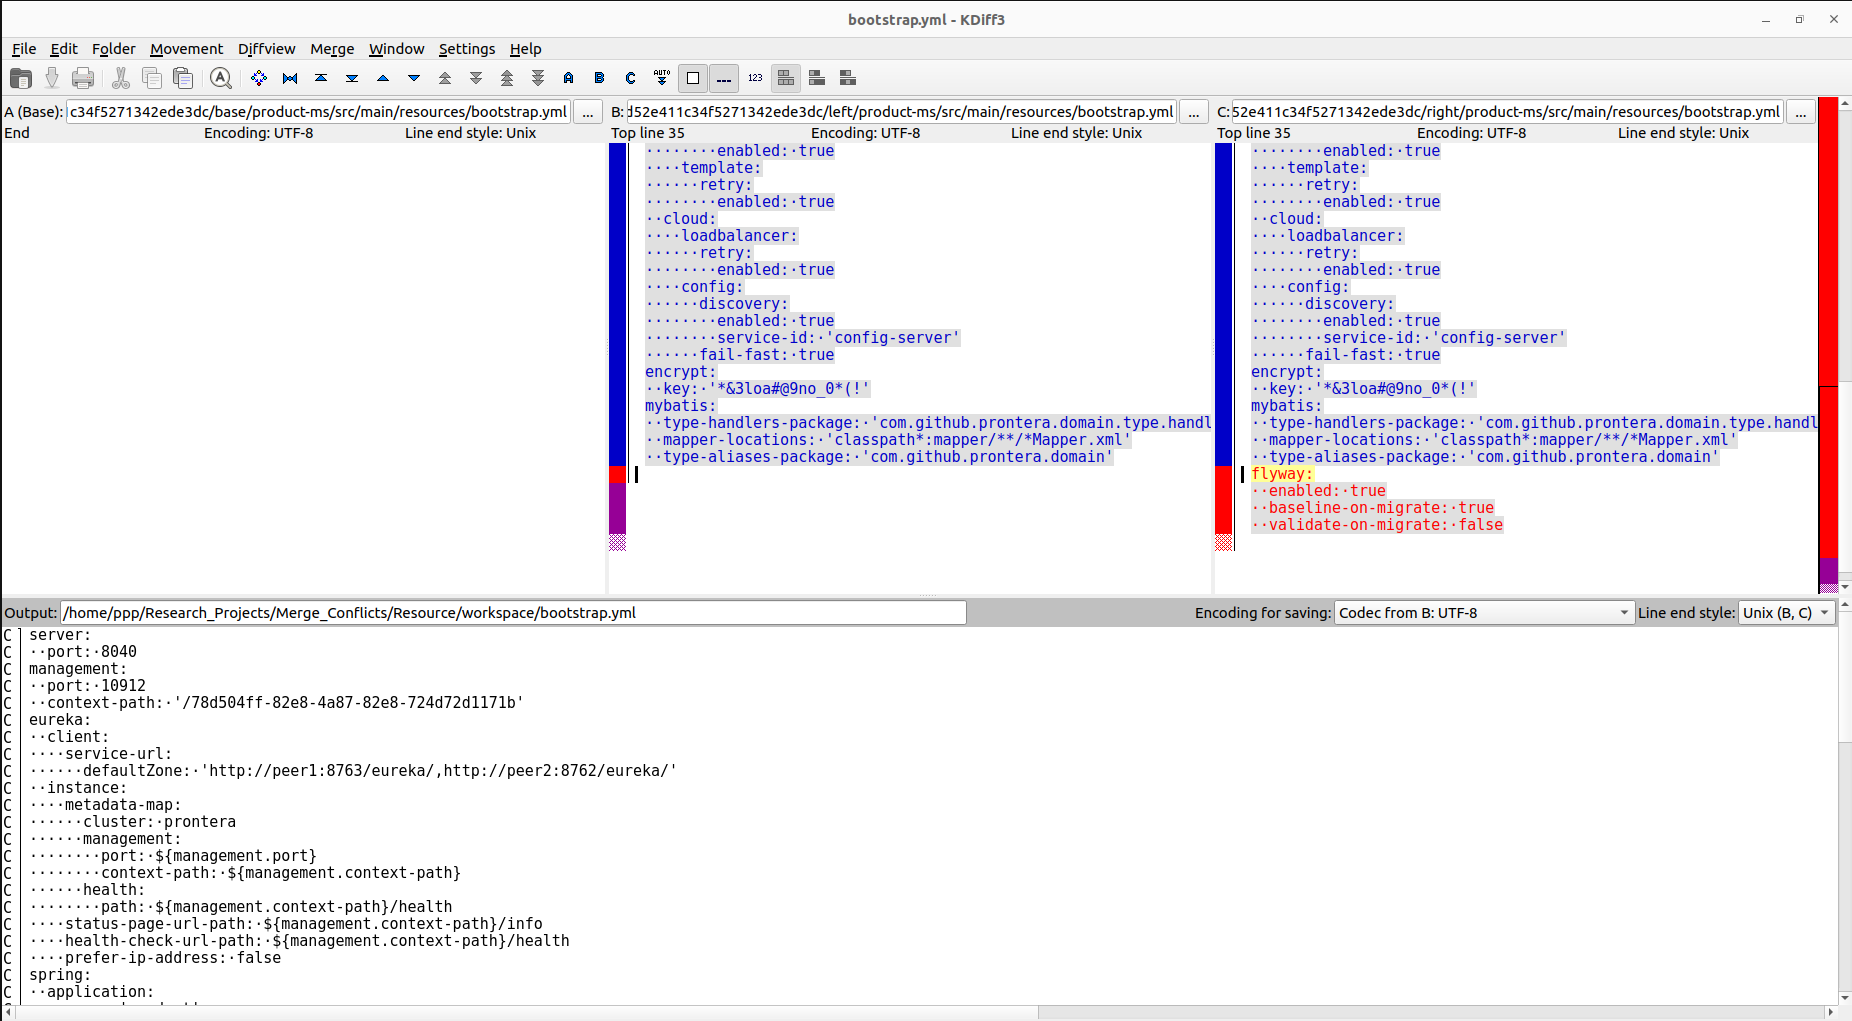 bootstrap.yml - KDiff3
File Edit Folder Movement Diffview Merge Window Settings Help
A B C AUTO 123
A (Base): c34f5271342ede3dc/base/product-ms/src/main/resources/bootstrap.yml ...
End Encoding: UTF-8 Line end style: Unix
B: d52e411c34f5271342ede3dc/left/product-ms/src/main/resources/bootstrap.yml ...
Top line 35 Encoding: UTF-8 Line end style: Unix
C: 52e411c34f5271342ede3dc/right/product-ms/src/main/resources/bootstrap.yml ...
Top line 35 Encoding: UTF-8 Line end style: Unix
········enabled:·true
····template:
······retry:
········enabled:·true
··cloud:
····loadbalancer:
······retry:
········enabled:·true
····config:
······discovery:
········enabled:·true
········service-id:·'config-server'
······fail-fast:·true
encrypt:
··key:·'*&3loa#@9no_0*(!'
mybatis:
··type-handlers-package:·'com.github.prontera.domain.type.handl
··mapper-locations:·'classpath*:mapper/**/*Mapper.xml'
··type-aliases-package:·'com.github.prontera.domain'
········enabled:·true
····template:
······retry:
········enabled:·true
··cloud:
····loadbalancer:
······retry:
········enabled:·true
····config:
······discovery:
········enabled:·true
········service-id:·'config-server'
······fail-fast:·true
encrypt:
··key:·'*&3loa#@9no_0*(!'
mybatis:
··type-handlers-package:·'com.github.prontera.domain.type.handl
··mapper-locations:·'classpath*:mapper/**/*Mapper.xml'
··type-aliases-package:·'com.github.prontera.domain'
flyway:
··enabled:·true
··baseline-on-migrate:·true
··validate-on-migrate:·false
Output: /home/ppp/Research_Projects/Merge_Conflicts/Resource/workspace/bootstrap.yml Encoding for saving: Codec from B: UTF-8 Line end style: Unix (B, C)
C server:
C ··port:·8040
C management:
C ··port:·10912
C ··context-path:·'/78d504ff-82e8-4a87-82e8-724d72d1171b'
C eureka:
C ··client:
C ····service-url:
C ······defaultZone:·'http://peer1:8763/eureka/,http://peer2:8762/eureka/'
C ··instance:
C ····metadata-map:
C ······cluster:·prontera
C ······management:
C ········port:·${management.port}
C ········context-path:·${management.context-path}
C ······health:
C ········path:·${management.context-path}/health
C ····status-page-url-path:·${management.context-path}/info
C ····health-check-url-path:·${management.context-path}/health
C ····prefer-ip-address:·false
C spring:
C ··application: